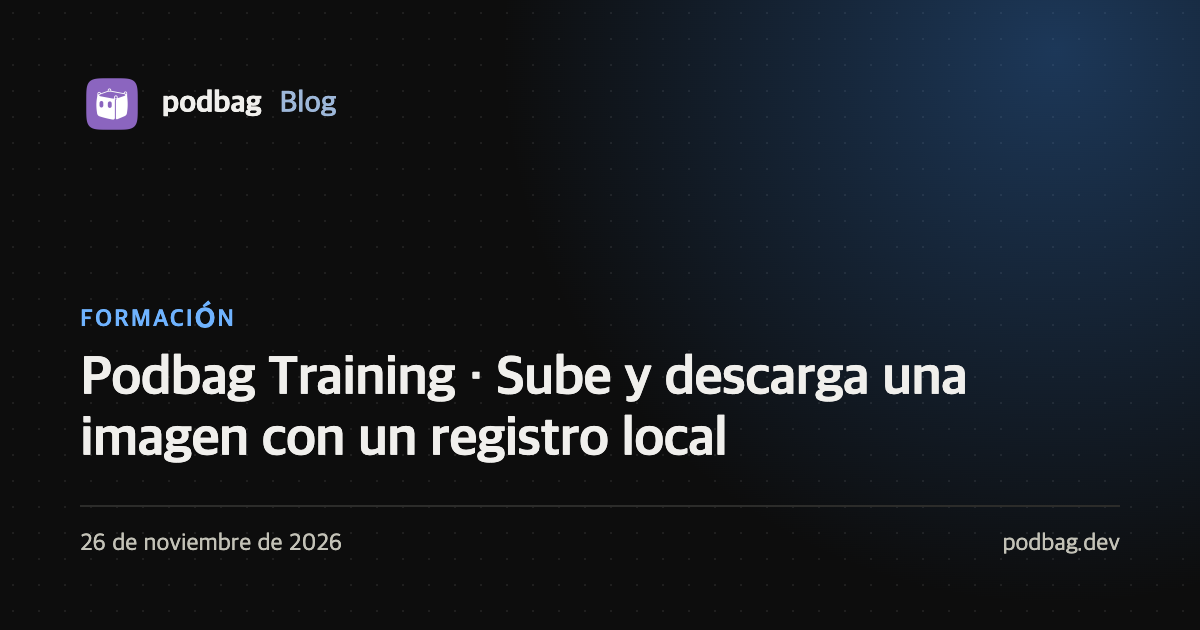 podbag Blog
FORMACIÓN
Podbag Training · Sube y descarga una
imagen con un registro local
26 de noviembre de 2026
podbag.dev